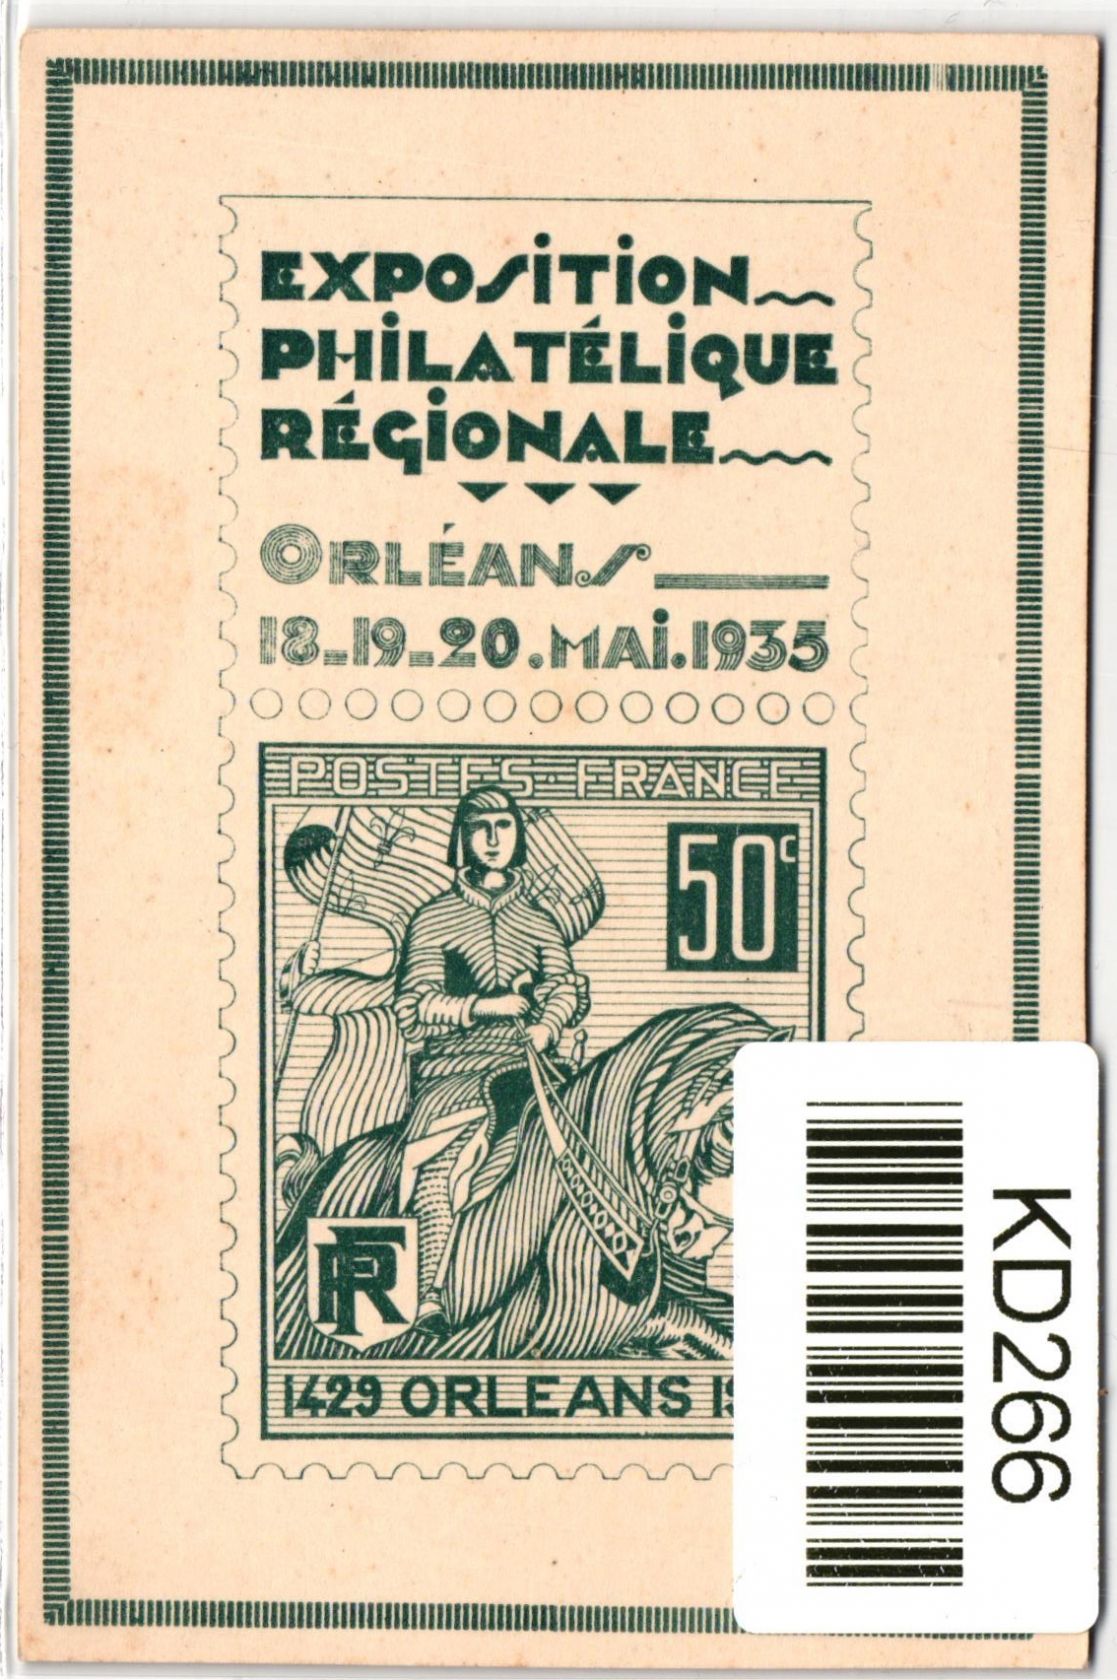 EXPOSITION
PHILATÉLIQUE
RÉGIONALE
ORLÉANS
18-19-20.MAI.1935
POSTES·FRANCE
50c
RF
1429 ORLEANS
KD266